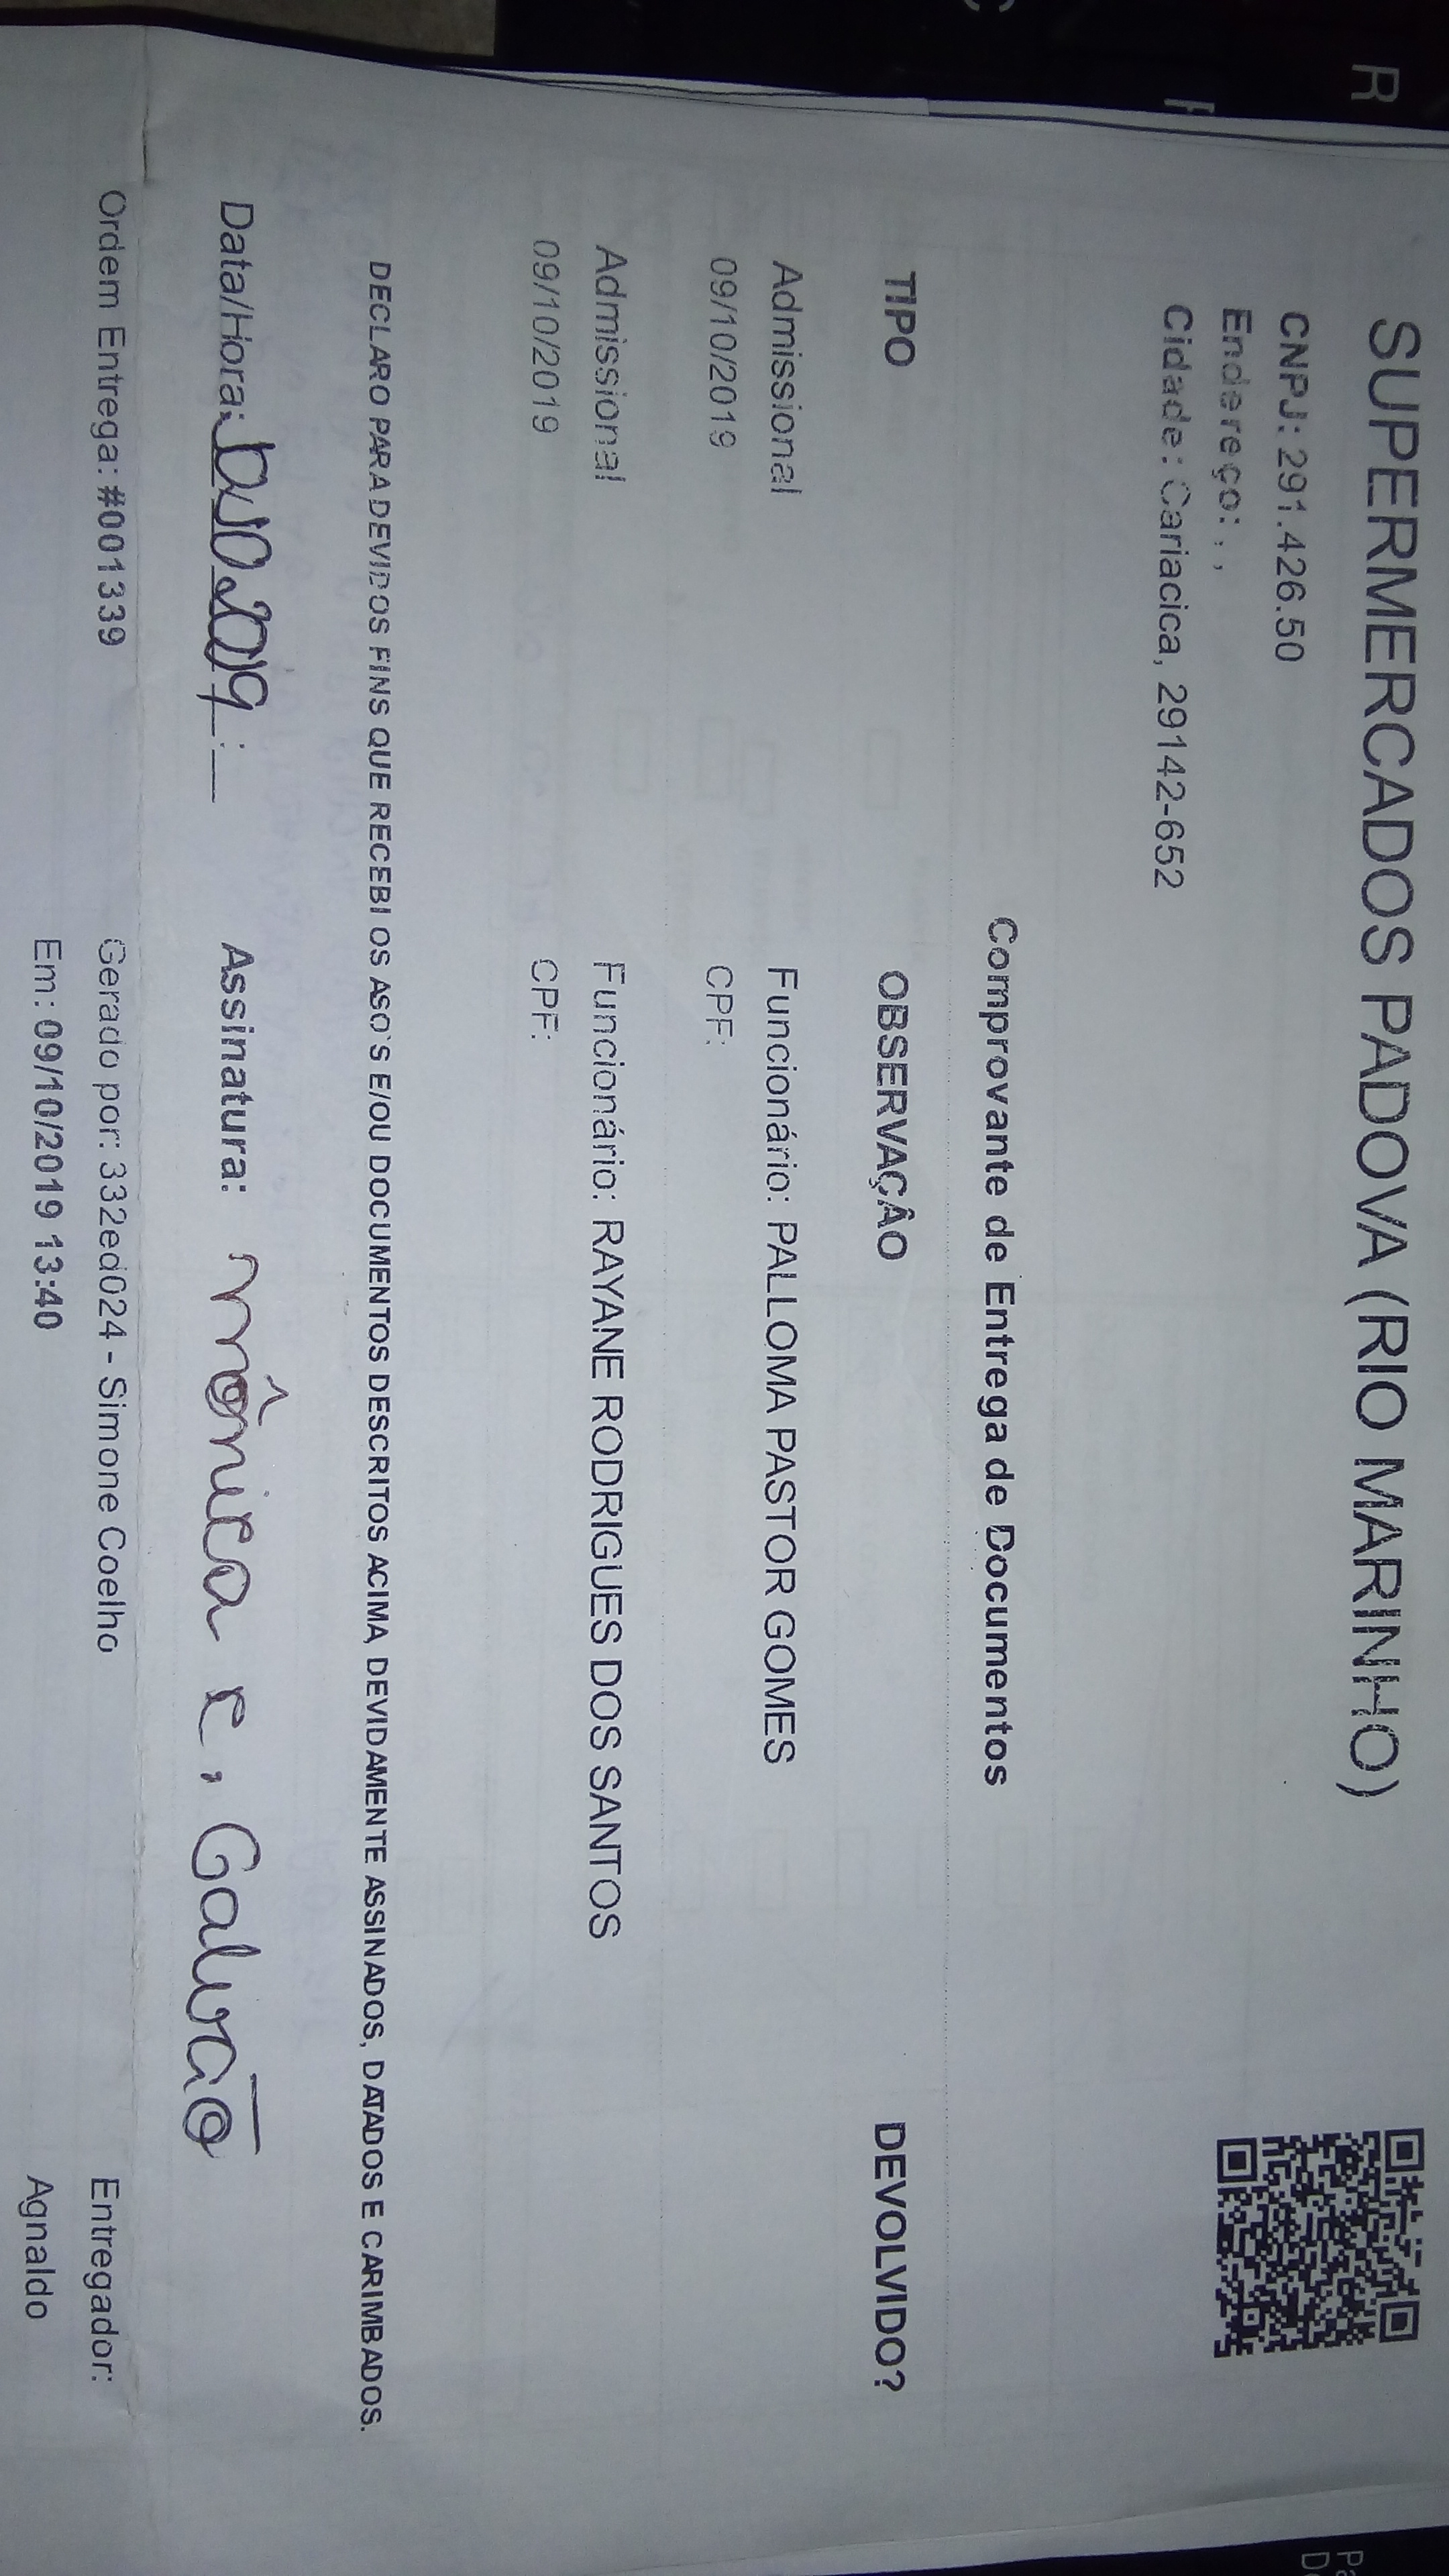 SUPERMERCADOS PADOVA (RIO MARINHO)
CNPJ: 291.426.50
Endereço: , ,
Cidade: Cariacica, 29142-652
Comprovante de Entrega de Documentos
TIPO OBSERVAÇÂO DEVOLVIDO?
Admissional Funcionário: PALLOMA PASTOR GOMES
09/10/2019 CPF:
Admissional Funcionário: RAYANE RODRIGUES DOS SANTOS
09/10/2019 CPF:
DECLARO PARA DEVIDOS FINS QUE RECEBI OS ASO`S E/OU DOCUMENTOS DESCRITOS ACIMA, DEVIDAMENTE ASSINADOS, DATADOS E CARIMBADOS.
Data/Hora: Assinatura: Mônica C, Galvão
Ordem Entrega: #001339 Gerado por: 332ed024 - Simone Coelho Entregador:
Em: 09/10/2019 13:40 Agnaldo